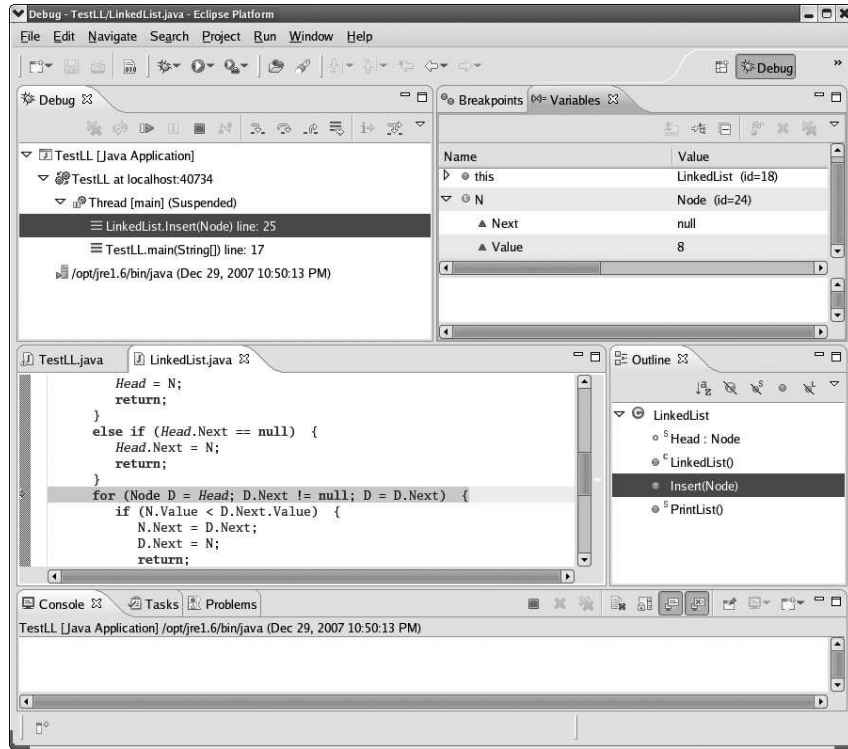 Debug - TestLL/LinkedList.java - Eclipse Platform
File Edit Navigate Search Project Run Window Help
Debug
Debug
TestLL [Java Application]
TestLL at localhost:40734
Thread [main] (Suspended)
LinkedList.Insert(Node) line: 25
TestLL.main(String[]) line: 17
/opt/jre1.6/bin/java (Dec 29, 2007 10:50:13 PM)
Breakpoints (x)= Variables
Name Value
this LinkedList (id=18)
N Node (id=24)
Next null
Value 8
TestLL.java LinkedList.java
Head = N;
return;
}
else if (Head.Next == null) {
Head.Next = N;
return;
}
for (Node D = Head; D.Next != null; D = D.Next) {
if (N.Value < D.Next.Value) {
N.Next = D.Next;
D.Next = N;
return;
Outline
LinkedList
S Head : Node
C LinkedList()
Insert(Node)
S PrintList()
Console Tasks Problems
TestLL [Java Application] /opt/jre1.6/bin/java (Dec 29, 2007 10:50:13 PM)